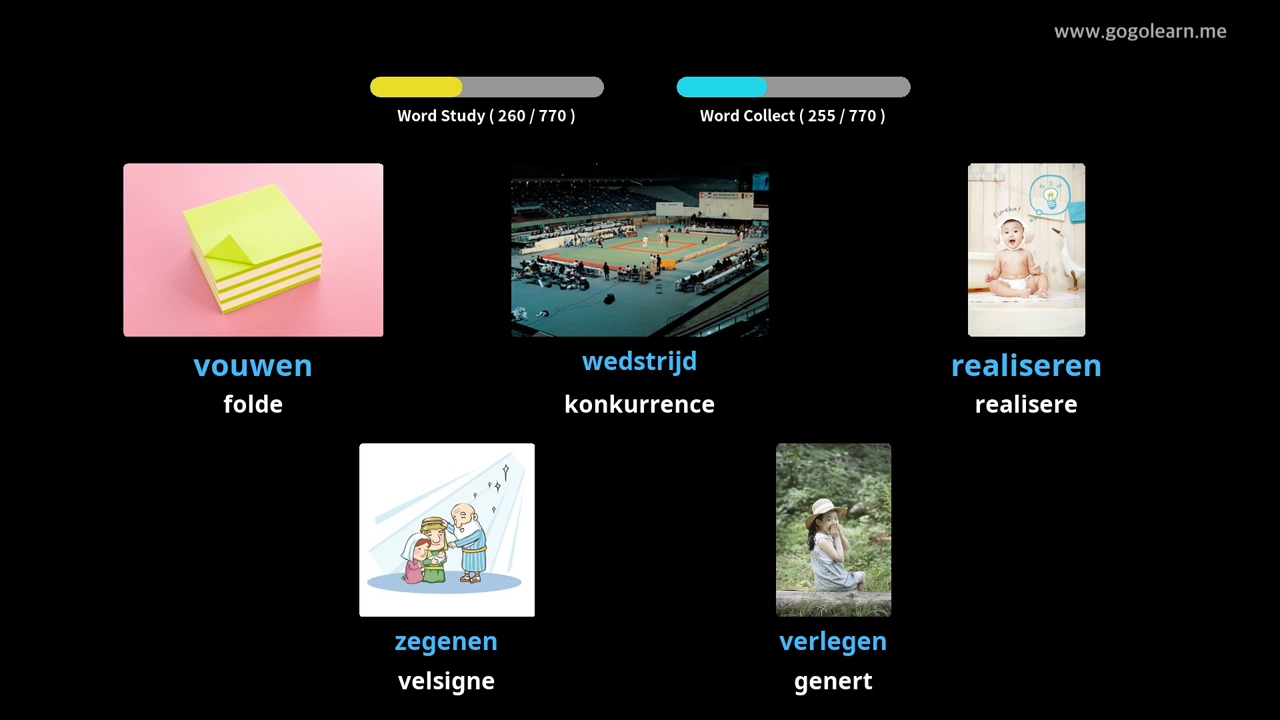 www.gogolearn.me
Word Study ( 260 / 770 )
Word Collect ( 255 / 770 )
Eureka!
vouwen
wedstrijd
realiseren
folde
konkurrence
realisere
zegenen
verlegen
velsigne
genert